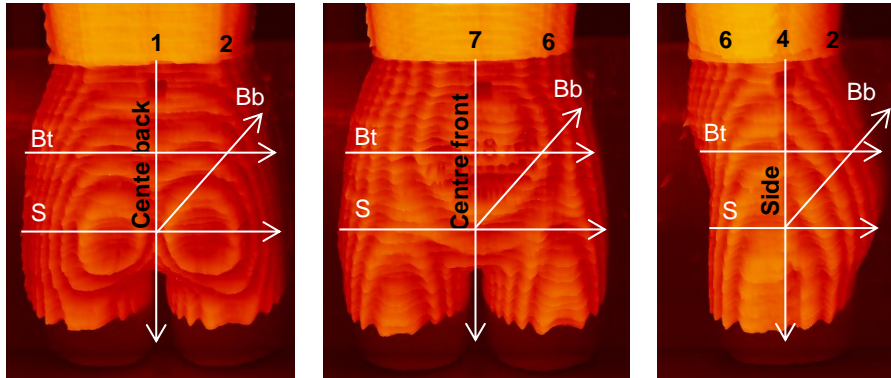 1 2
Bb
Bt
Cente back
S
7 6
Bb
Bt
Centre front
S
6 4 2
Bb
Bt
Side
S